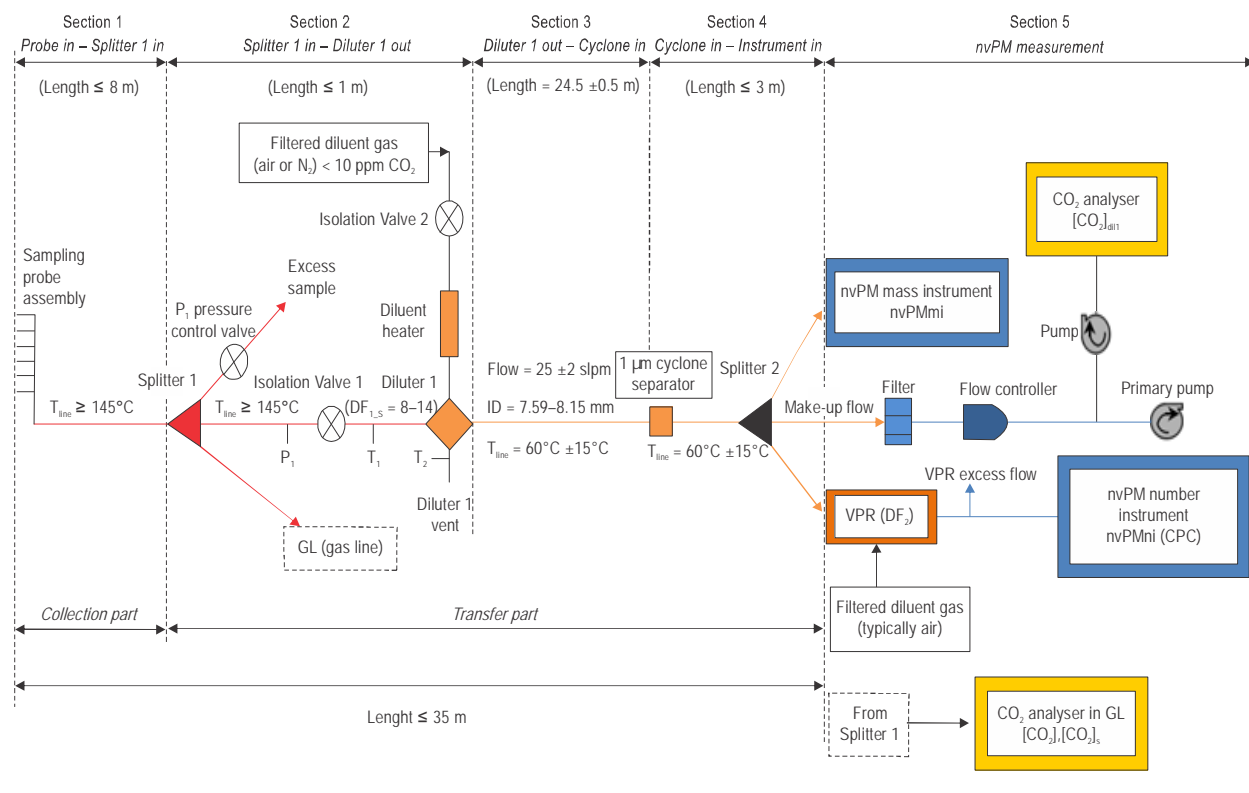 Section 1
Probe in – Splitter 1 in
(Length ≤ 8 m)
Section 2
Splitter 1 in – Diluter 1 out
(Length ≤ 1 m)
Section 3
Diluter 1 out – Cyclone in
(Length = 24.5 ±0.5 m)
Section 4
Cyclone in – Instrument in
(Length ≤ 3 m)
Section 5
nvPM measurement
Filtered diluent gas
(air or N₂) < 10 ppm CO₂
Isolation Valve 2
CO₂ analyser
[CO₂]dil1
Sampling
probe
assembly
Excess
sample
P₁ pressure
control valve
Diluent
heater
nvPM mass instrument
nvPMmi
Pump
Splitter 1
Isolation Valve 1
Diluter 1
(DF₁_S = 8–14)
Flow = 25 ±2 slpm
1 µm cyclone
separator
Splitter 2
Filter
Flow controller
Primary pump
Tline ≥ 145°C
Tline ≥ 145°C
ID = 7.59–8.15 mm
Make-up flow
P₁
T₁
T₂
Tline = 60°C ±15°C
Tline = 60°C ±15°C
Diluter 1
vent
VPR excess flow
VPR (DF₂)
nvPM number
instrument
nvPMni (CPC)
GL (gas line)
Filtered diluent gas
(typically air)
Collection part
Transfer part
Lenght ≤ 35 m
From
Splitter 1
CO₂ analyser in GL
[CO₂],[CO₂]s